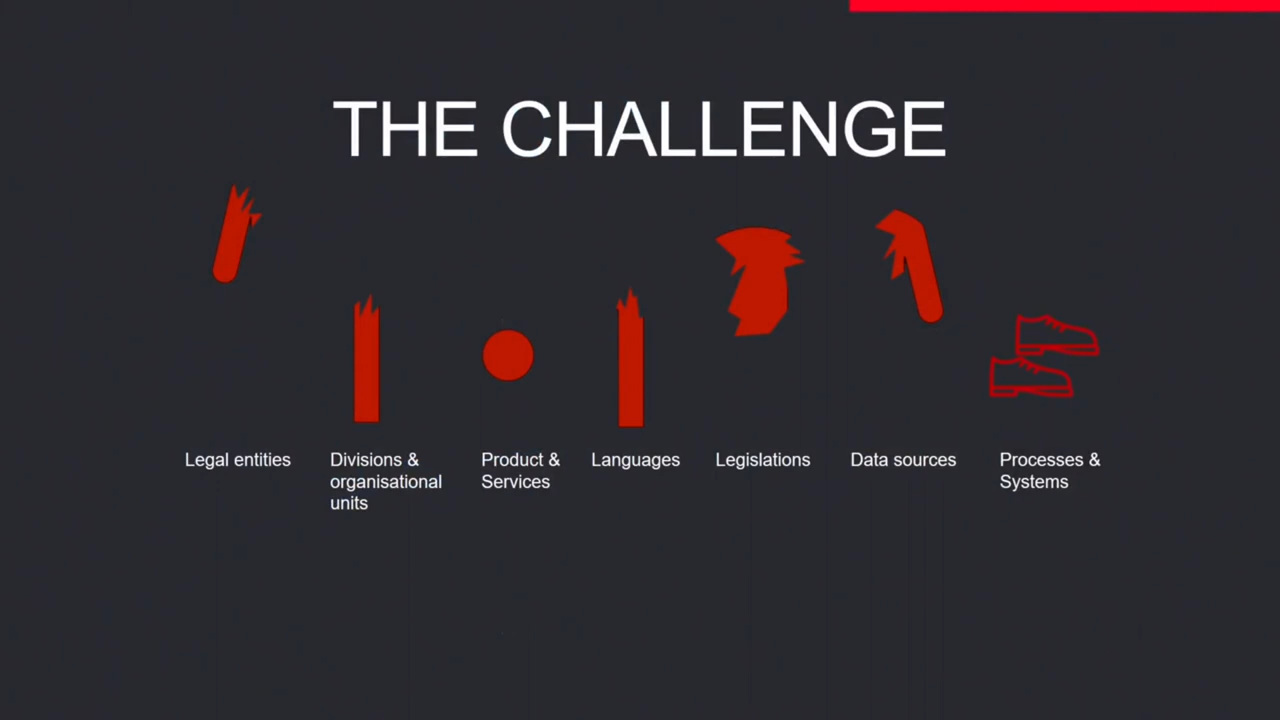 THE CHALLENGE
Legal entities
Divisions &
organisational
units
Product &
Services
Languages
Legislations
Data sources
Processes &
Systems